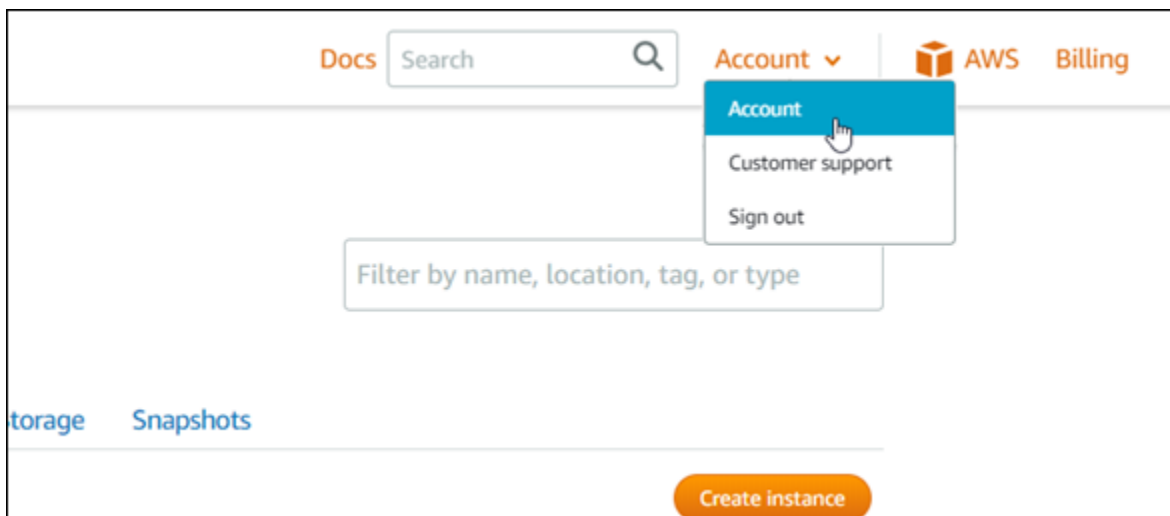 Docs Search Account AWS Billing
Account
Customer support
Sign out
Filter by name, location, tag, or type
torage Snapshots
Create instance